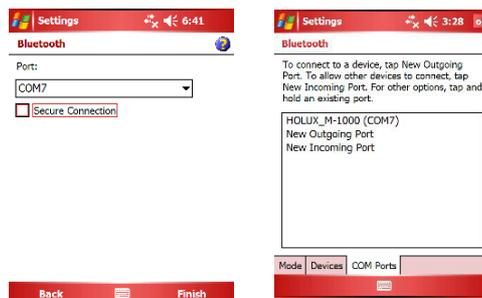 Settings 6:41
Bluetooth
Port:
COM7
Secure Connection
Back Finish
Settings 3:28
Bluetooth
To connect to a device, tap New Outgoing
Port. To allow other devices to connect, tap
New Incoming Port. For other options, tap and
hold an existing port.
HOLUX_M-1000 (COM7)
New Outgoing Port
New Incoming Port
Mode Devices COM Ports